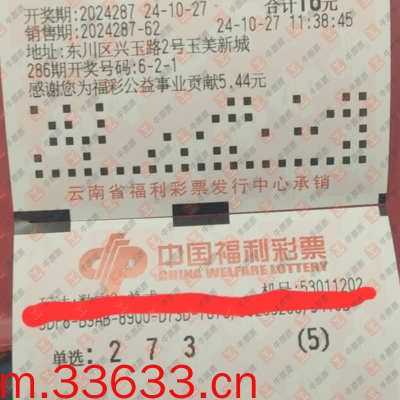 开奖期:2024287 24-10-27 合计16元
销售期:2024287-62 24-10-27 11:38:45
地址:东川区兴玉路2号玉美新城
286期开奖号码:6-2-1
感谢您为福彩公益事业贡献5.44元
云南省福利彩票发行中心承销
中国福利彩票
CHINA WELFARE LOTTERY
机号:53011202
单选: 2 7 3 (5)
m.33633.cn